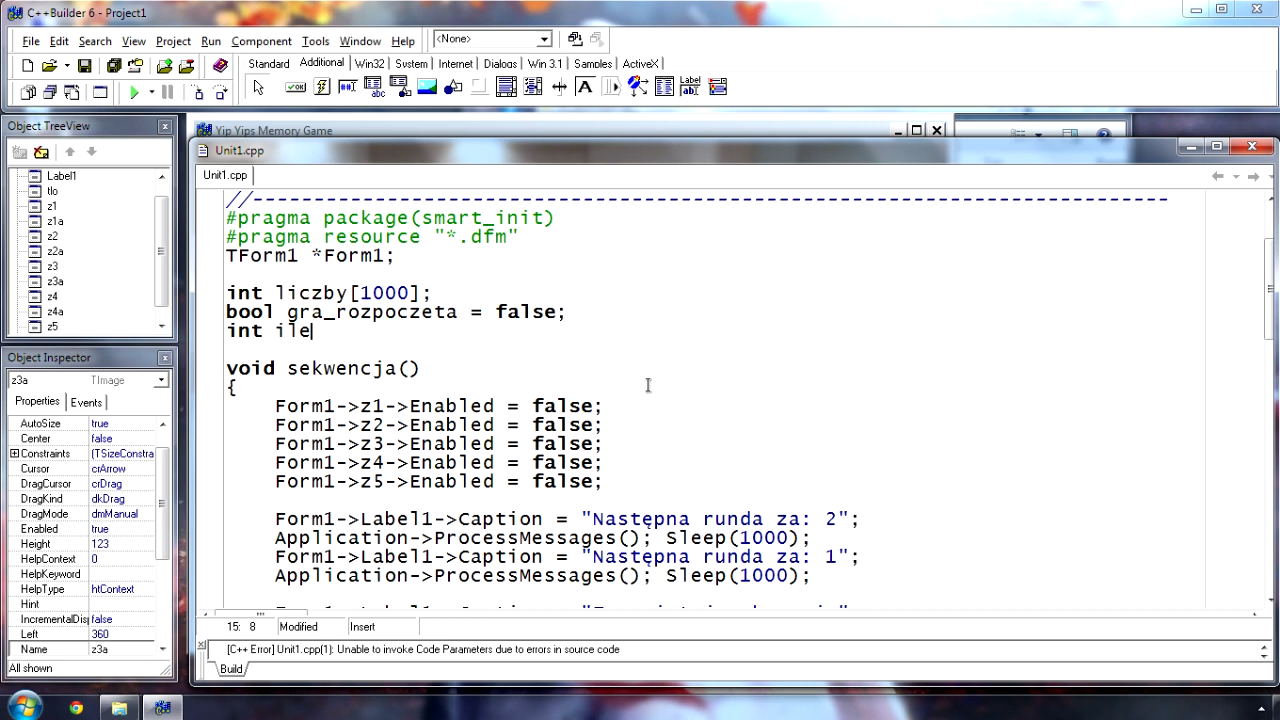 C++Builder 6 - Project1
File Edit Search View Project Run Component Tools Window Help
<None>
Standard Additional Win32 System Internet Dialogs Win 3.1 Samples ActiveX
Object TreeView
Label1
tlo
z1
z1a
z2
z2a
z3
z3a
z4
z4a
z5
Object Inspector
z3a TImage
Properties Events
AutoSize true
Center false
Constraints (TSizeConstra
Cursor crArrow
DragCursor crDrag
DragKind dkDrag
DragMode dmManual
Enabled true
Height 123
HelpContext 0
HelpKeyword
HelpType htContext
Hint
IncrementalDisp false
Left 360
Name z3a
All shown
Yip Yips Memory Game
Unit1.cpp
Unit1.cpp
//---------------------------------------------------------------------------
#pragma package(smart_init)
#pragma resource "*.dfm"
TForm1 *Form1;
int liczby[1000];
bool gra_rozpoczeta = false;
int ile
void sekwencja()
{
Form1->z1->Enabled = false;
Form1->z2->Enabled = false;
Form1->z3->Enabled = false;
Form1->z4->Enabled = false;
Form1->z5->Enabled = false;
Form1->Label1->Caption = "Następna runda za: 2";
Application->ProcessMessages(); Sleep(1000);
Form1->Label1->Caption = "Następna runda za: 1";
Application->ProcessMessages(); Sleep(1000);
15: 8 Modified Insert
[C++ Error] Unit1.cpp(1): Unable to invoke Code Parameters due to errors in source code
Build